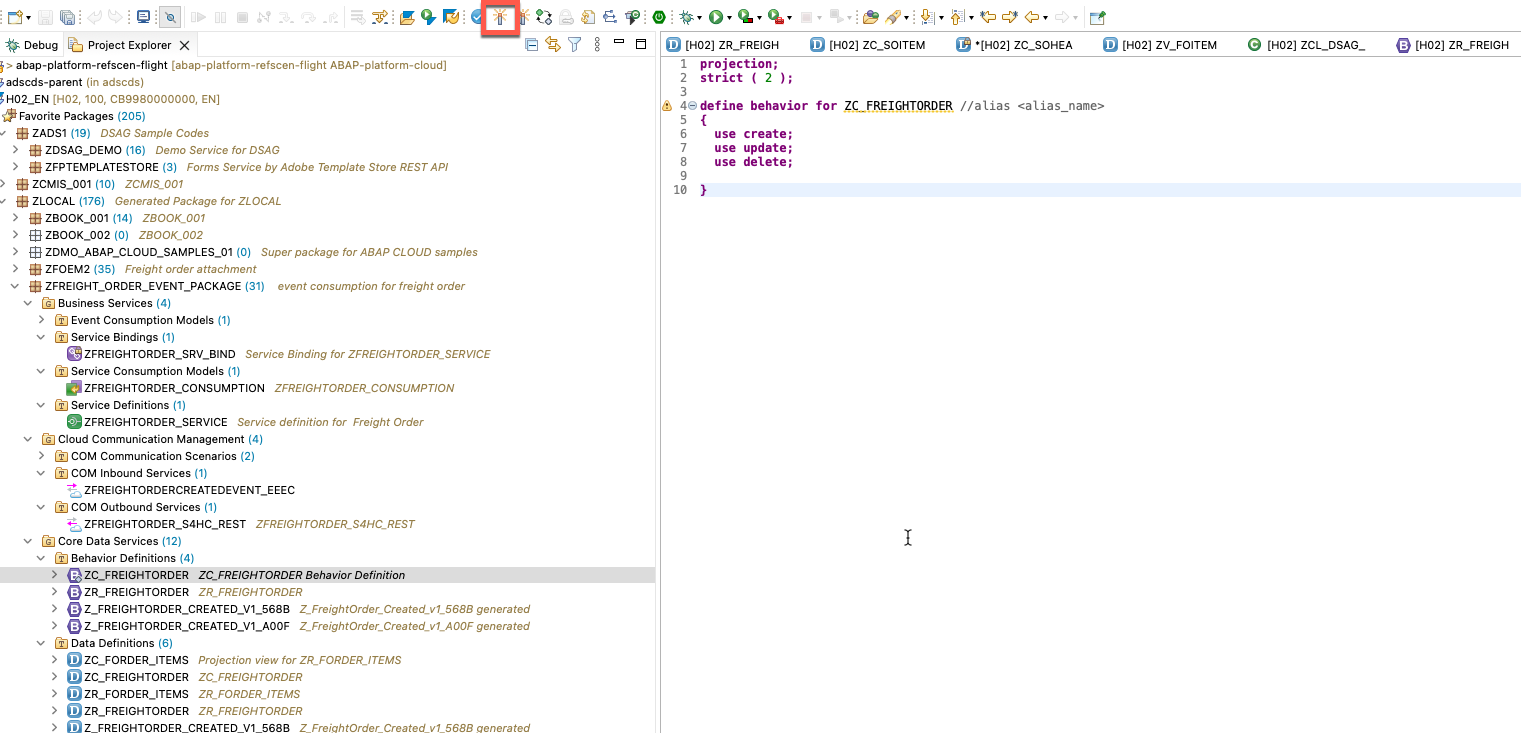 Debug Project Explorer
> abap-platform-refscen-flight [abap-platform-refscen-flight ABAP-platform-cloud]
adscds-parent (in adscds)
H02_EN [H02, 100, CB9980000000, EN]
Favorite Packages (205)
ZADS1 (19) DSAG Sample Codes
ZDSAG_DEMO (16) Demo Service for DSAG
ZFPTEMPLATESTORE (3) Forms Service by Adobe Template Store REST API
ZCMIS_001 (10) ZCMIS_001
ZLOCAL (176) Generated Package for ZLOCAL
ZBOOK_001 (14) ZBOOK_001
ZBOOK_002 (0) ZBOOK_002
ZDMO_ABAP_CLOUD_SAMPLES_01 (0) Super package for ABAP CLOUD samples
ZFOEM2 (35) Freight order attachment
ZFREIGHT_ORDER_EVENT_PACKAGE (31) event consumption for freight order
Business Services (4)
Event Consumption Models (1)
Service Bindings (1)
ZFREIGHTORDER_SRV_BIND Service Binding for ZFREIGHTORDER_SERVICE
Service Consumption Models (1)
ZFREIGHTORDER_CONSUMPTION ZFREIGHTORDER_CONSUMPTION
Service Definitions (1)
ZFREIGHTORDER_SERVICE Service definition for Freight Order
Cloud Communication Management (4)
COM Communication Scenarios (2)
COM Inbound Services (1)
ZFREIGHTORDERCREATEDEVENT_EEEC
COM Outbound Services (1)
ZFREIGHTORDER_S4HC_REST ZFREIGHTORDER_S4HC_REST
Core Data Services (12)
Behavior Definitions (4)
ZC_FREIGHTORDER ZC_FREIGHTORDER Behavior Definition
ZR_FREIGHTORDER ZR_FREIGHTORDER
Z_FREIGHTORDER_CREATED_V1_568B Z_FreightOrder_Created_v1_568B generated
Z_FREIGHTORDER_CREATED_V1_A00F Z_FreightOrder_Created_v1_A00F generated
Data Definitions (6)
ZC_FORDER_ITEMS Projection view for ZR_FORDER_ITEMS
ZC_FREIGHTORDER ZC_FREIGHTORDER
ZR_FORDER_ITEMS ZR_FORDER_ITEMS
ZR_FREIGHTORDER ZR_FREIGHTORDER
Z_FREIGHTORDER_CREATED_V1_568B Z_FreightOrder_Created_v1_568B generated
[H02] ZR_FREIGH [H02] ZC_SOITEM *[H02] ZC_SOHEA [H02] ZV_FOITEM [H02] ZCL_DSAG_ [H02] ZR_FREIGH
1 projection;
2 strict ( 2 );
3
4 define behavior for ZC_FREIGHTORDER //alias <alias_name>
5 {
6 use create;
7 use update;
8 use delete;
9
10 }